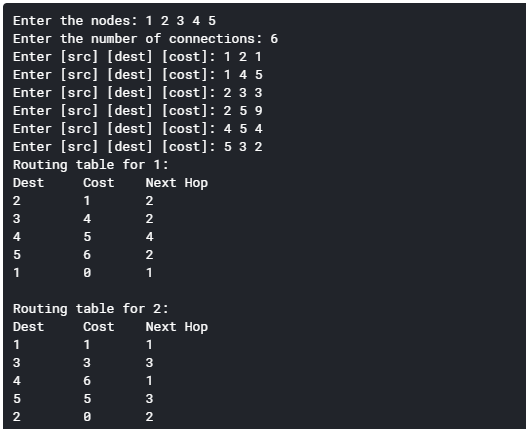 Enter the nodes: 1 2 3 4 5
Enter the number of connections: 6
Enter [src] [dest] [cost]: 1 2 1
Enter [src] [dest] [cost]: 1 4 5
Enter [src] [dest] [cost]: 2 3 3
Enter [src] [dest] [cost]: 2 5 9
Enter [src] [dest] [cost]: 4 5 4
Enter [src] [dest] [cost]: 5 3 2
Routing table for 1:
Dest Cost Next Hop
2 1 2
3 4 2
4 5 4
5 6 2
1 0 1
Routing table for 2:
Dest Cost Next Hop
1 1 1
3 3 3
4 6 1
5 5 3
2 0 2